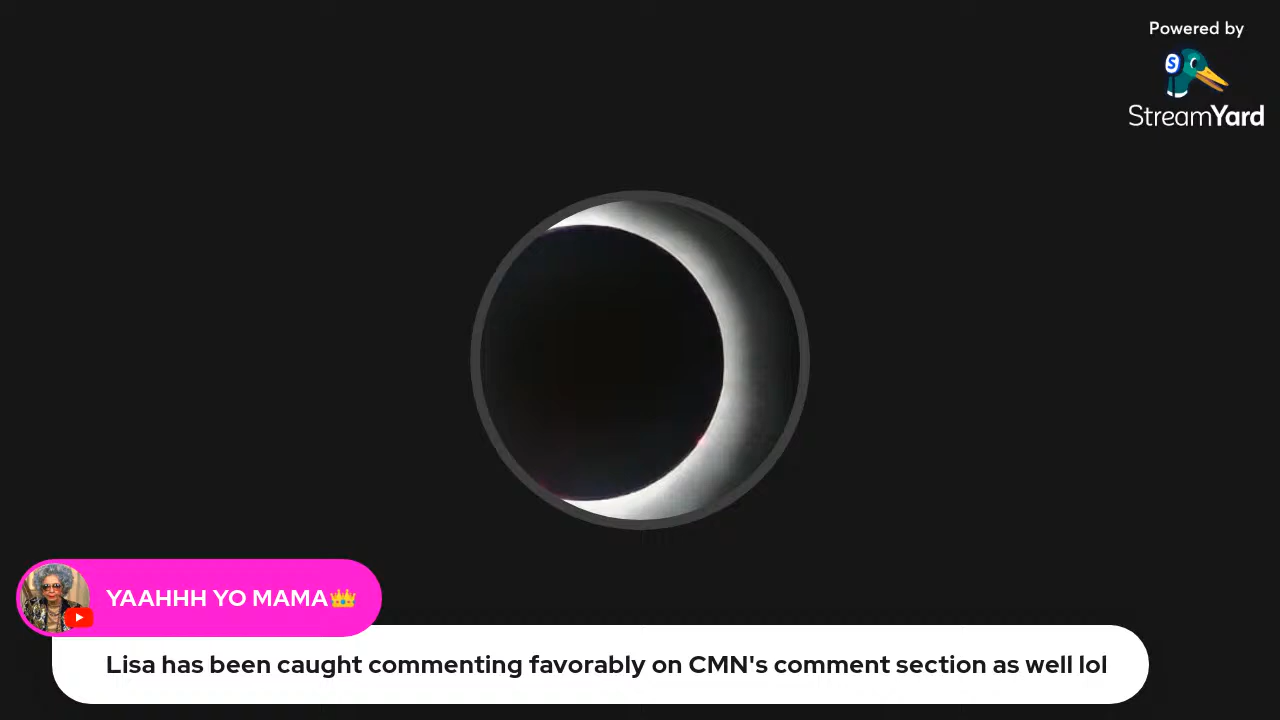 Powered by
S
StreamYard
YAAHHH YO MAMA👑
Lisa has been caught commenting favorably on CMN's comment section as well lol